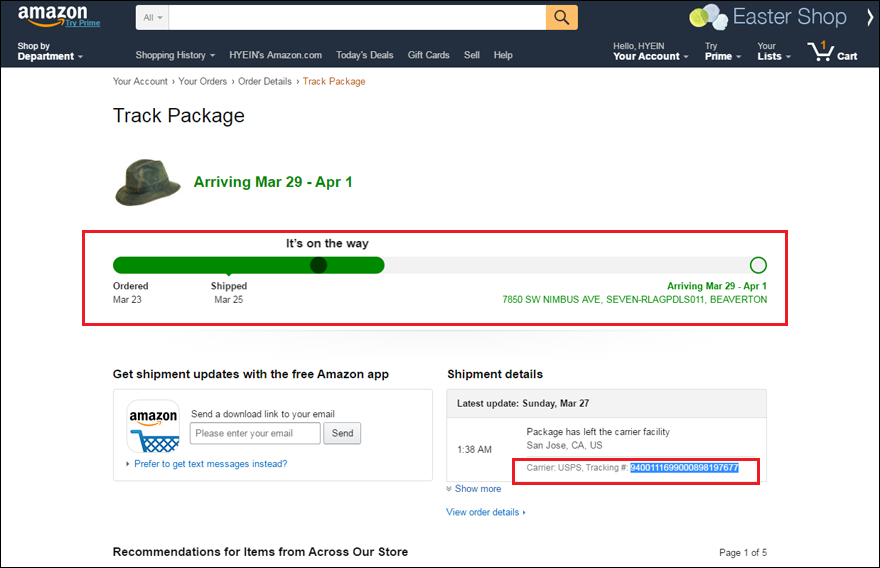 amazon
Try Prime
All
Easter Shop
Shop by
Department
Shopping History
HYEIN's Amazon.com
Today's Deals
Gift Cards
Sell
Help
Hello, HYEIN
Your Account
Try
Prime
Your
Lists
1
Cart
Your Account › Your Orders › Order Details › Track Package
Track Package
Arriving Mar 29 - Apr 1
It's on the way
Ordered
Mar 23
Shipped
Mar 25
Arriving Mar 29 - Apr 1
7850 SW NIMBUS AVE, SEVEN-RLAGPDLS011, BEAVERTON
Get shipment updates with the free Amazon app
amazon
Send a download link to your email
Please enter your email
Send
Prefer to get text messages instead?
Shipment details
Latest update: Sunday, Mar 27
1:38 AM
Package has left the carrier facility
San Jose, CA, US
Carrier: USPS, Tracking #: 9400111699000898197677
Show more
View order details
Recommendations for Items from Across Our Store
Page 1 of 5